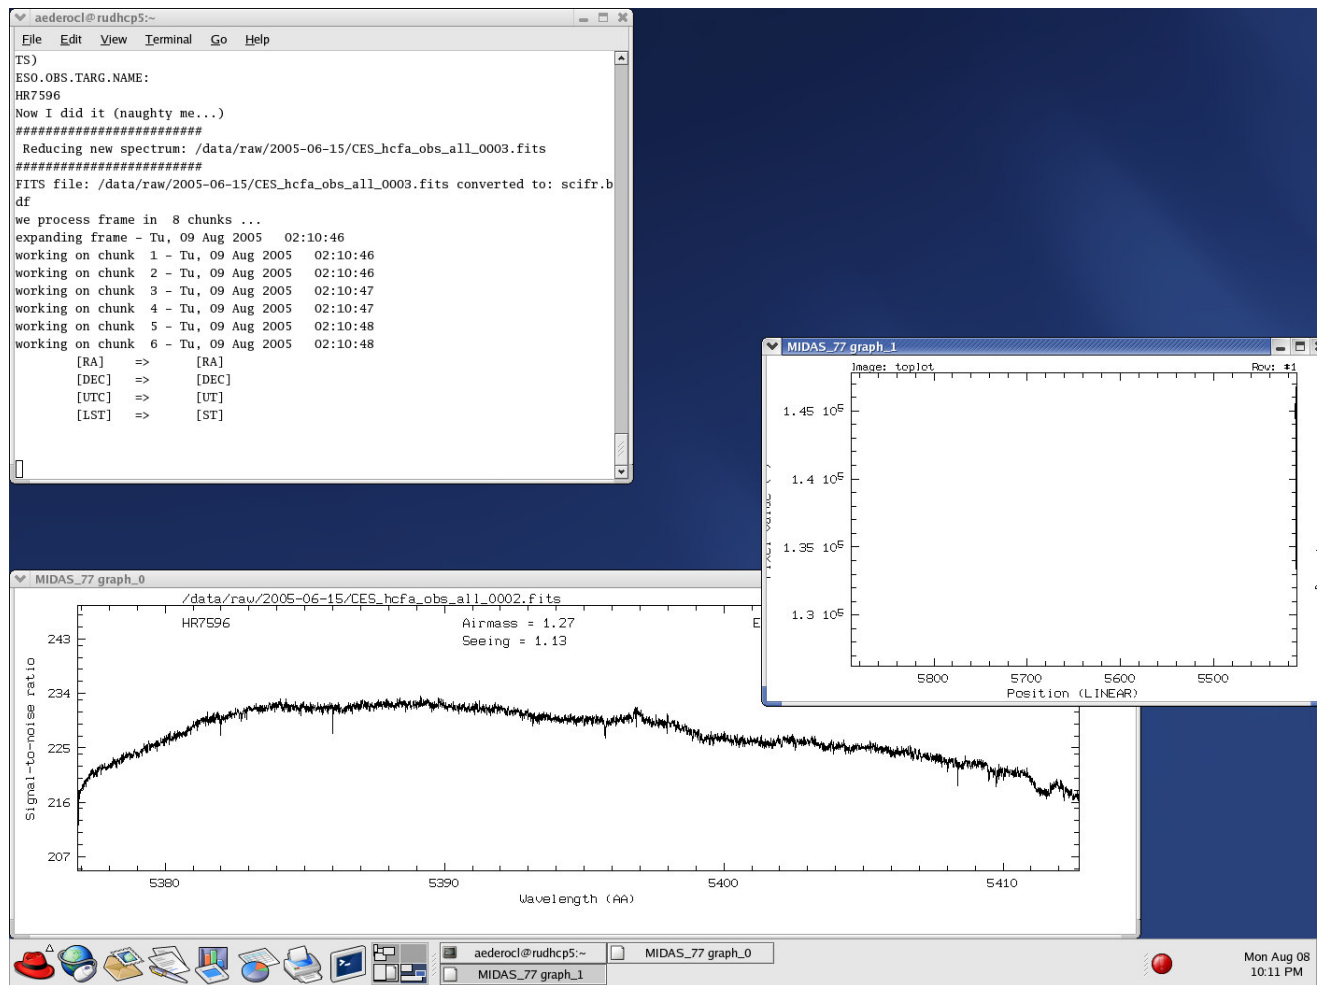 aederocl@rudhcp5:~
File Edit View Terminal Go Help
TS)
ESO.OBS.TARG.NAME:
HR7596
Now I did it (naughty me...)
#########################
Reducing new spectrum: /data/raw/2005-06-15/CES_hcfa_obs_all_0003.fits
#########################
FITS file: /data/raw/2005-06-15/CES_hcfa_obs_all_0003.fits converted to: scifr.b
df
we process frame in  8 chunks ...
expanding frame - Tu, 09 Aug 2005   02:10:46
working on chunk  1 - Tu, 09 Aug 2005   02:10:46
working on chunk  2 - Tu, 09 Aug 2005   02:10:46
working on chunk  3 - Tu, 09 Aug 2005   02:10:47
working on chunk  4 - Tu, 09 Aug 2005   02:10:47
working on chunk  5 - Tu, 09 Aug 2005   02:10:48
working on chunk  6 - Tu, 09 Aug 2005   02:10:48
[RA]    =>      [RA]
[DEC]   =>      [DEC]
[UTC]   =>      [UT]
[LST]   =>      [ST]
MIDAS_77 graph_1
Image: toplot Row: #1
1.45 10⁵
1.4 10⁵
1.35 10⁵
1.3 10⁵
5800 5700 5600 5500
Position (LINEAR)
MIDAS_77 graph_0
/data/raw/2005-06-15/CES_hcfa_obs_all_0002.fits
HR7596 Airmass = 1.27 E
Seeing = 1.13
Signal-to-noise ratio
243
234
225
216
207
5380 5390 5400 5410
Wavelength (AA)
aederocl@rudhcp5:~ MIDAS_77 graph_0
MIDAS_77 graph_1
Mon Aug 08
10:11 PM